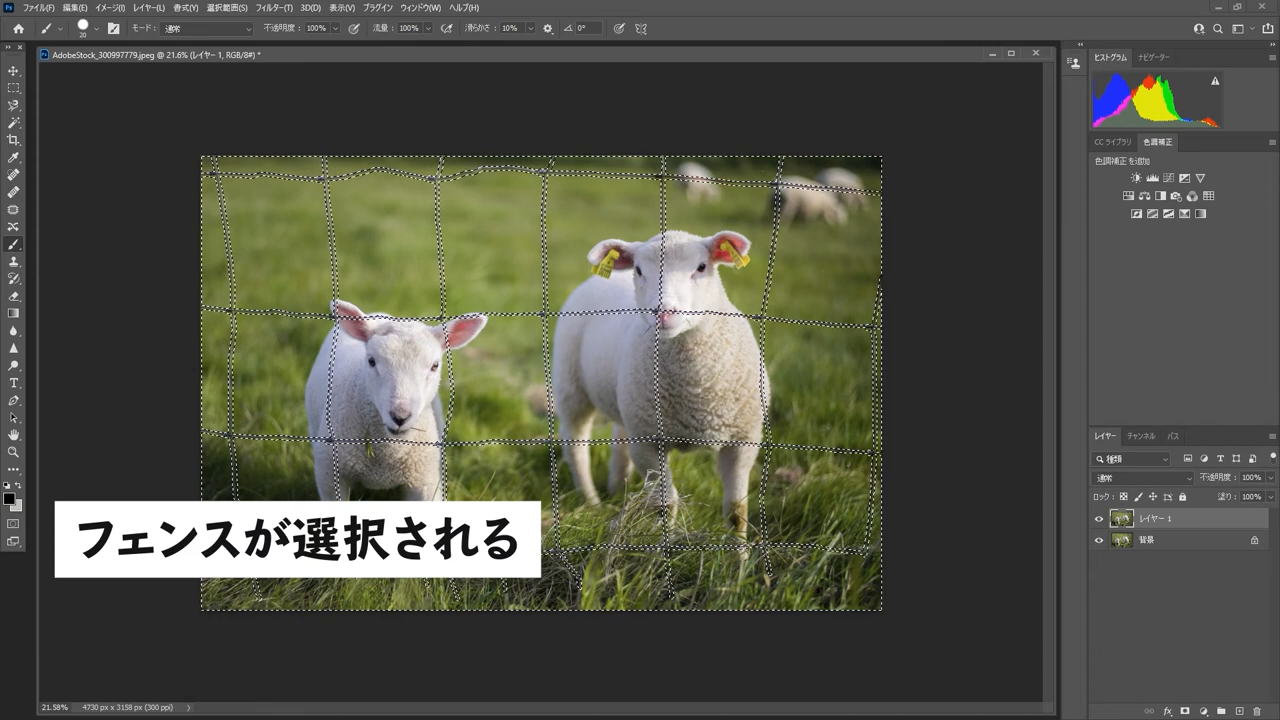 Ps ファイル(F) 編集(E) イメージ(I) レイヤー(L) 書式(Y) 選択範囲(S) フィルター(T) 3D(D) 表示(V) プラグイン ウィンドウ(W) ヘルプ(H)
20 モード： 通常 不透明度： 100% 流量： 100% 滑らかさ： 10% 0°
AdobeStock_300997779.jpeg @ 21.6% (レイヤー 1, RGB/8#) *
ヒストグラム ナビゲーター
CC ライブラリ 色調補正
色調補正を追加
フェンスが選択される
レイヤー チャンネル パス
種類
通常 不透明度： 100%
ロック： 塗り： 100%
レイヤー 1
背景
fx
21.58% 4730 px x 3158 px (300 ppi)